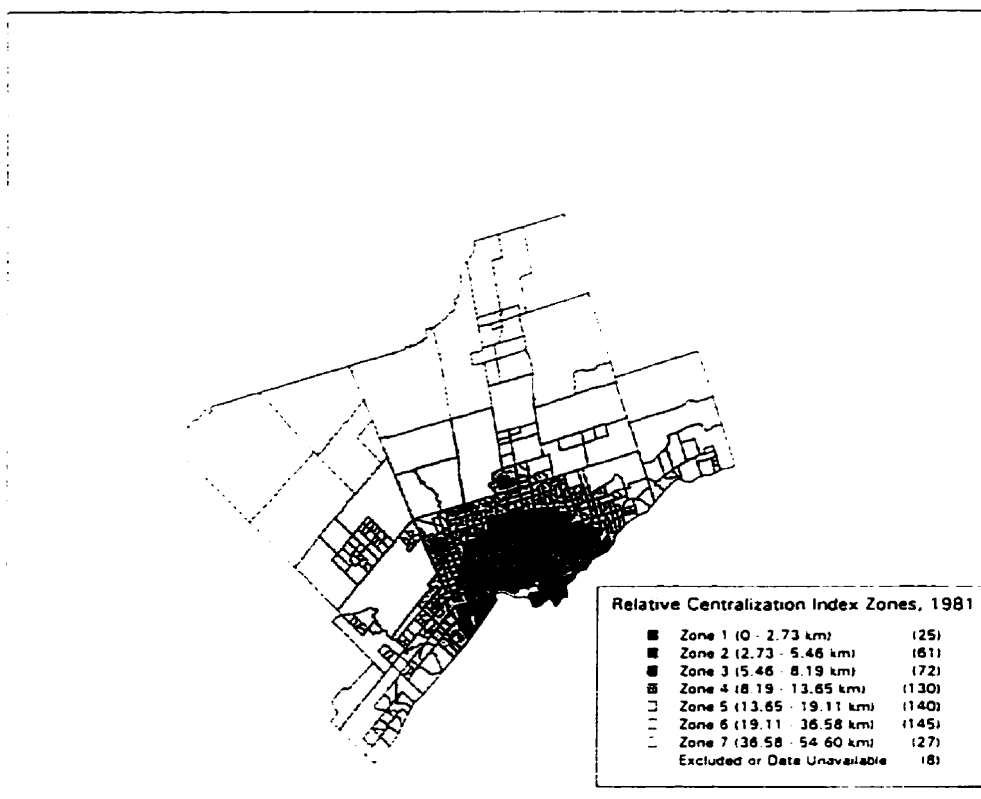 Relative Centralization Index Zones, 1981
Zone 1 (0 - 2.73 km) (25)
Zone 2 (2.73 - 5.46 km) (61)
Zone 3 (5.46 - 8.19 km) (72)
Zone 4 (8.19 - 13.65 km) (130)
Zone 5 (13.65 - 19.11 km) (140)
Zone 6 (19.11 - 36.58 km) (145)
Zone 7 (36.58 - 54.60 km) (27)
Excluded or Data Unavailable (8)